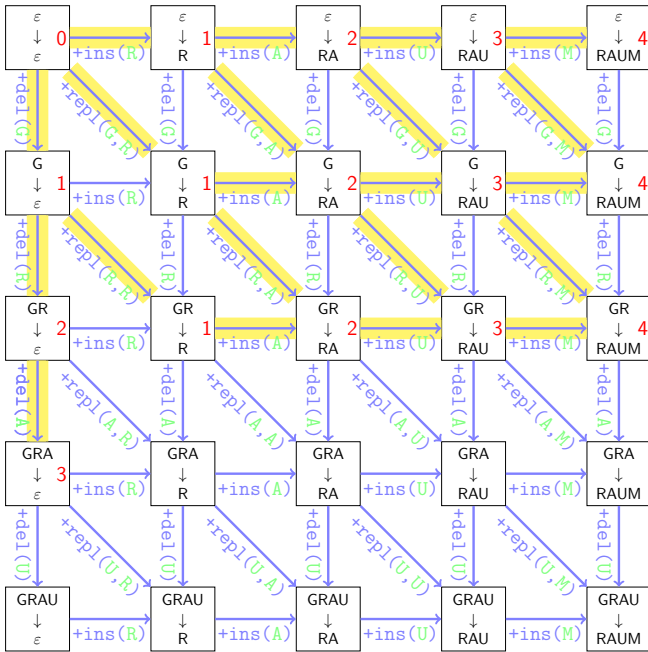 ε ε ε ε ε
↓ 0 ↓ 1 ↓ 2 ↓ 3 ↓ 4
ε +ins(R) R +ins(A) RA +ins(U) RAU +ins(M) RAUM
+del(G) +repl(G,R) +del(G) +repl(G,A) +del(G) +repl(G,U) +del(G) +repl(G,M) +del(G)
G G G G G
↓ 1 ↓ 1 ↓ 2 ↓ 3 ↓ 4
ε +ins(R) R +ins(A) RA +ins(U) RAU +ins(M) RAUM
+del(R) +repl(R,R) +del(R) +repl(R,A) +del(R) +repl(R,U) +del(R) +repl(R,M) +del(R)
GR GR GR GR GR
↓ 2 ↓ 1 ↓ 2 ↓ 3 ↓ 4
ε +ins(R) R +ins(A) RA +ins(U) RAU +ins(M) RAUM
+del(A) +repl(A,R) +del(A) +repl(A,A) +del(A) +repl(A,U) +del(A) +repl(A,M) +del(A)
GRA GRA GRA GRA GRA
↓ 3 ↓ ↓ ↓ ↓
ε +ins(R) R +ins(A) RA +ins(U) RAU +ins(M) RAUM
+del(U) +repl(U,R) +del(U) +repl(U,A) +del(U) +repl(U,U) +del(U) +repl(U,M) +del(U)
GRAU GRAU GRAU GRAU GRAU
↓ ↓ ↓ ↓ ↓
ε +ins(R) R +ins(A) RA +ins(U) RAU +ins(M) RAUM